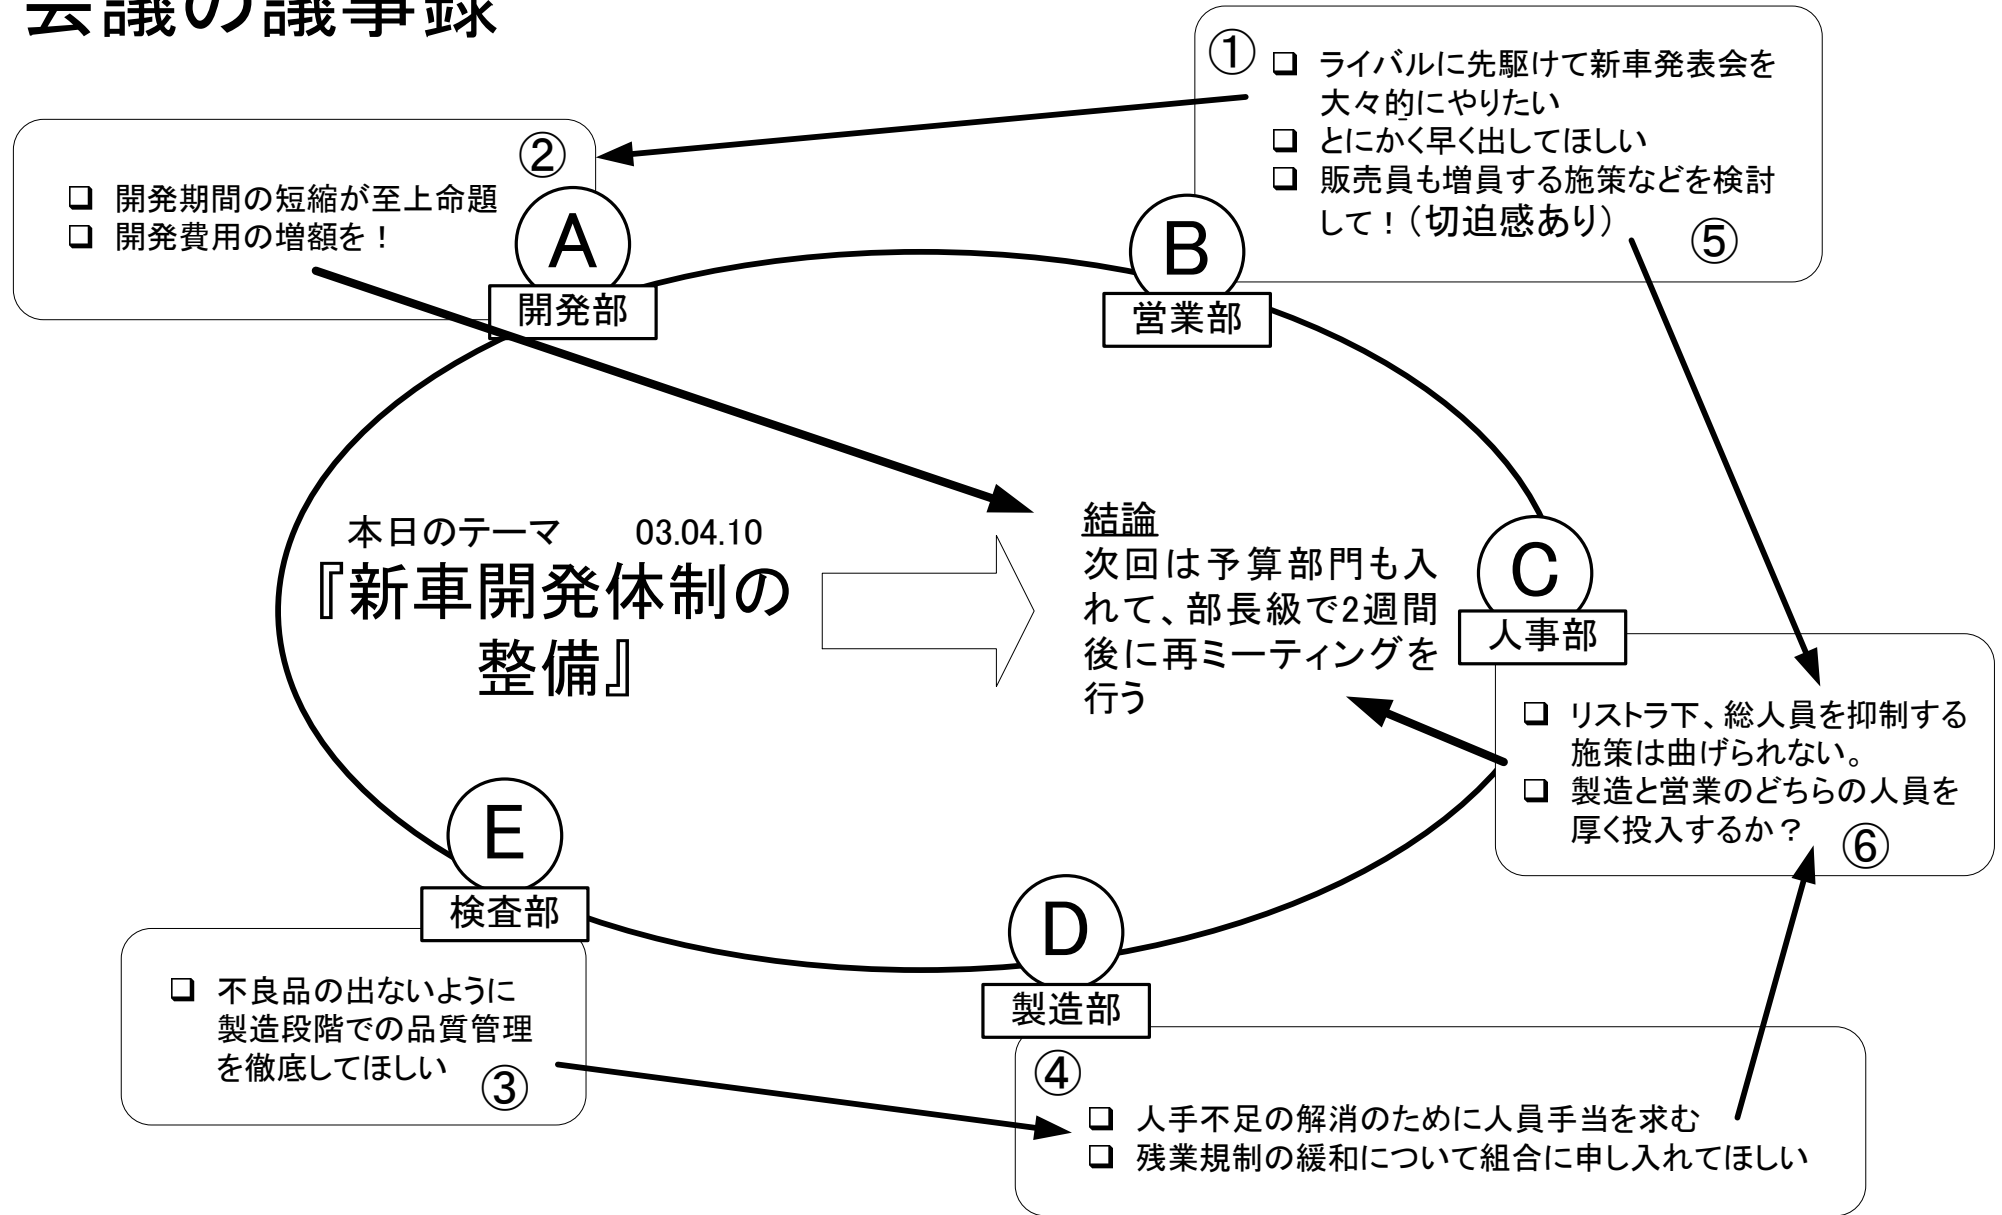 会議の議事録
①
❑ ライバルに先駆けて新車発表会を
大々的にやりたい
❑ とにかく早く出してほしい
❑ 販売員も増員する施策などを検討
して！（切迫感あり）
⑤
②
❑ 開発期間の短縮が至上命題
❑ 開発費用の増額を！
A
開発部
B
営業部
本日のテーマ 03.04.10
『新車開発体制の
整備』
結論
次回は予算部門も入
れて、部長級で2週間
後に再ミーティングを
行う
C
人事部
❑ リストラ下、総人員を抑制する
施策は曲げられない。
❑ 製造と営業のどちらの人員を
厚く投入するか？
⑥
E
検査部
❑ 不良品の出ないように
製造段階での品質管理
を徹底してほしい
③
D
製造部
④
❑ 人手不足の解消のために人員手当を求む
❑ 残業規制の緩和について組合に申し入れてほしい